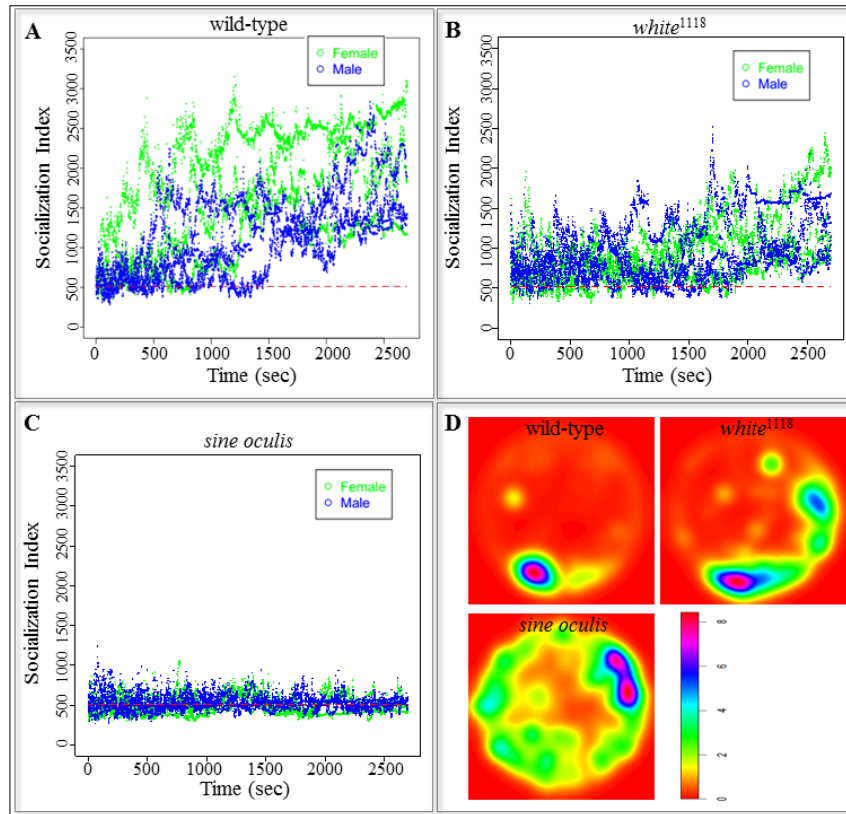 A
wild-type
Socialization Index
3500
3000
2500
2000
1500
1000
500
0
Female
Male
0 500 1000 1500 2000 2500
Time (sec)
B
white1118
Socialization Index
3500
3000
2500
2000
1500
1000
500
0
Female
Male
0 500 1000 1500 2000 2500
Time (sec)
C
sine oculis
Socialization Index
3500
3000
2500
2000
1500
1000
500
0
Female
Male
0 500 1000 1500 2000 2500
Time (sec)
D
wild-type
white1118
sine oculis
8
6
4
2
0